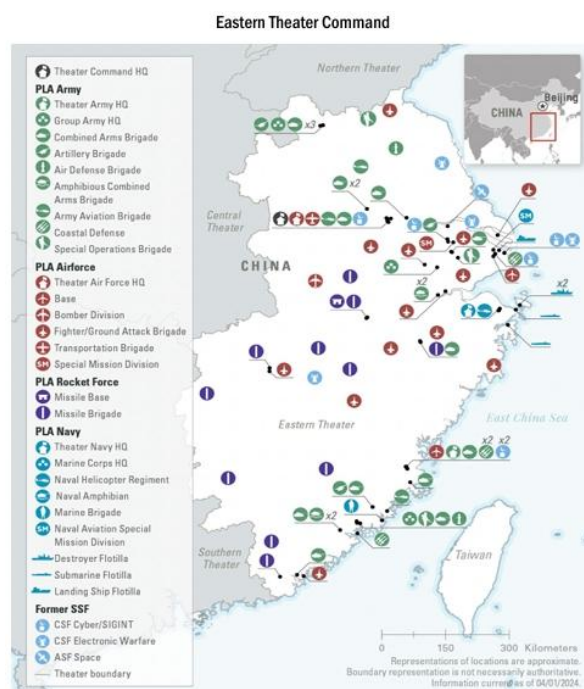 Eastern Theater Command
Theater Command HQ
PLA Army
Theater Army HQ
Group Army HQ
Combined Arms Brigade
Artillery Brigade
Air Defense Brigade
Amphibious Combined
Arms Brigade
Army Aviation Brigade
Coastal Defense
Special Operations Brigade
PLA Airforce
Theater Air Force HQ
Base
Bomber Division
Fighter/Ground Attack Brigade
Transportation Brigade
SM
Special Mission Division
PLA Rocket Force
Missile Base
Missile Brigade
PLA Navy
Theater Navy HQ
Marine Corps HQ
Naval Helicopter Regiment
Naval Amphibian
Marine Brigade
SM
Naval Aviation Special
Mission Division
Destroyer Flotilla
Submarine Flotilla
Landing Ship Flotilla
Former SSF
CSF Cyber/SIGINT
CSF Electronic Warfare
ASF Space
Theater boundary
Northern Theater
Beijing
CHINA
x3
x2
Central
Theater
SM
SM
CHINA
x2
x2
Eastern Theater
East China Sea
x2 x2
x2
Southern
Theater
Taiwan
0 150 300 Kilometers
Representations of locations are approximate.
Boundary representation is not necessarily authoritative.
Information current as of 04/01/2024.